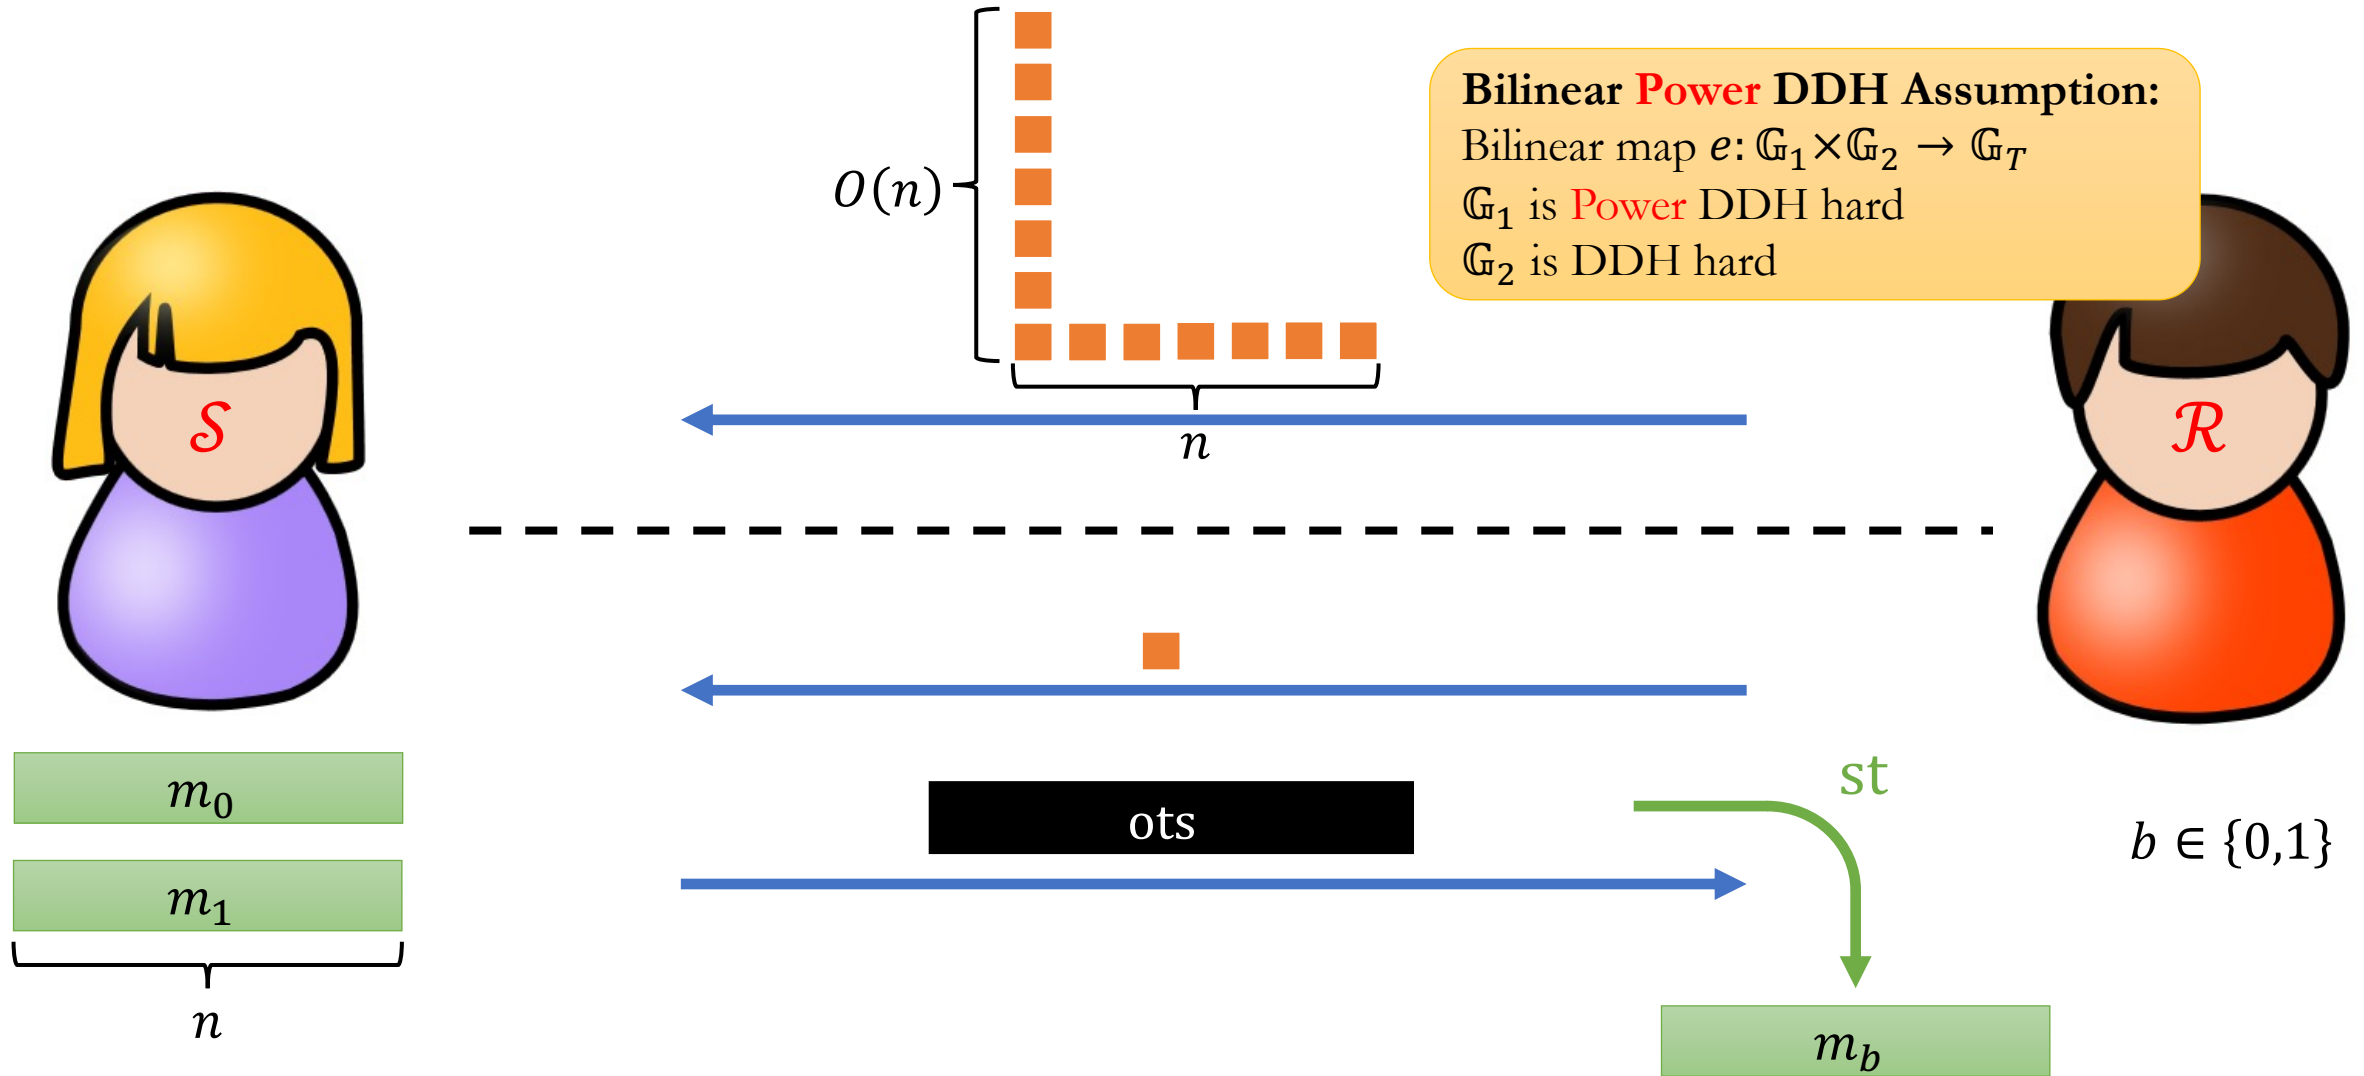 O(n)
n
Bilinear Power DDH Assumption:
Bilinear map e: 𝔾₁×𝔾₂ → 𝔾_T
𝔾₁ is Power DDH hard
𝔾₂ is DDH hard
𝒮
ℛ
m₀
m₁
n
ots
st
b ∈ {0,1}
m_b